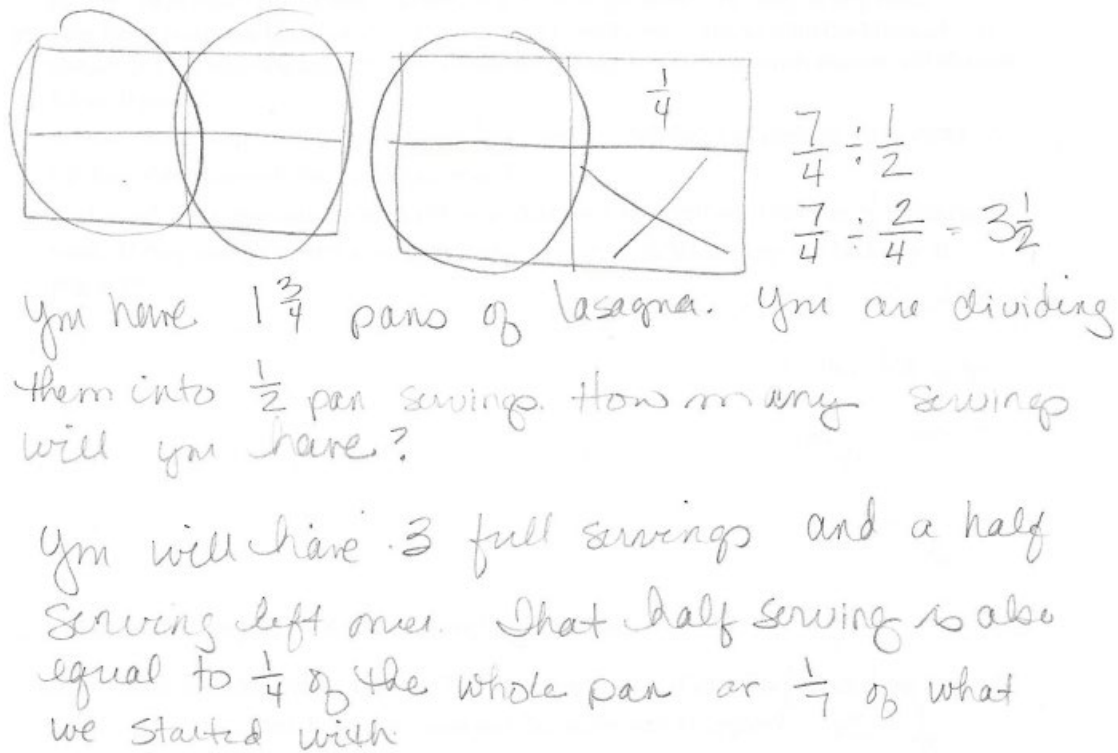 1/4
7/4 ÷ 1/2
7/4 ÷ 2/4 = 3 1/2
You have 1 3/4 pans of lasagna. You are dividing
them into 1/2 pan servings. How many servings
will you have?
You will have 3 full servings and a half
serving left over. That half serving is also
equal to 1/4 of the whole pan or 1/7 of what
we started with